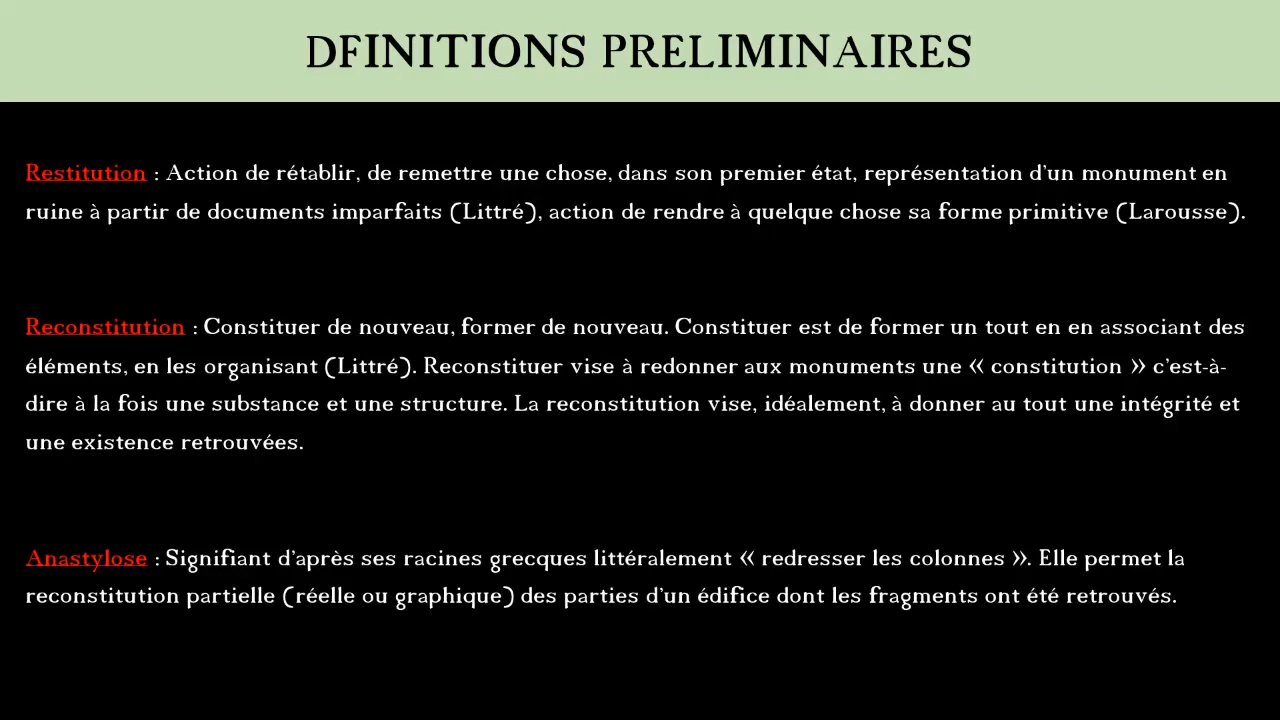 DFINITIONS PRELIMINAIRES
Restitution : Action de rétablir, de remettre une chose, dans son premier état, représentation d'un monument en
ruine à partir de documents imparfaits (Littré), action de rendre à quelque chose sa forme primitive (Larousse).
Reconstitution : Constituer de nouveau, former de nouveau. Constituer est de former un tout en en associant des
éléments, en les organisant (Littré). Reconstituer vise à redonner aux monuments une « constitution » c'est-à-
dire à la fois une substance et une structure. La reconstitution vise, idéalement, à donner au tout une intégrité et
une existence retrouvées.
Anastylose : Signifiant d'après ses racines grecques littéralement « redresser les colonnes ». Elle permet la
reconstitution partielle (réelle ou graphique) des parties d'un édifice dont les fragments ont été retrouvés.